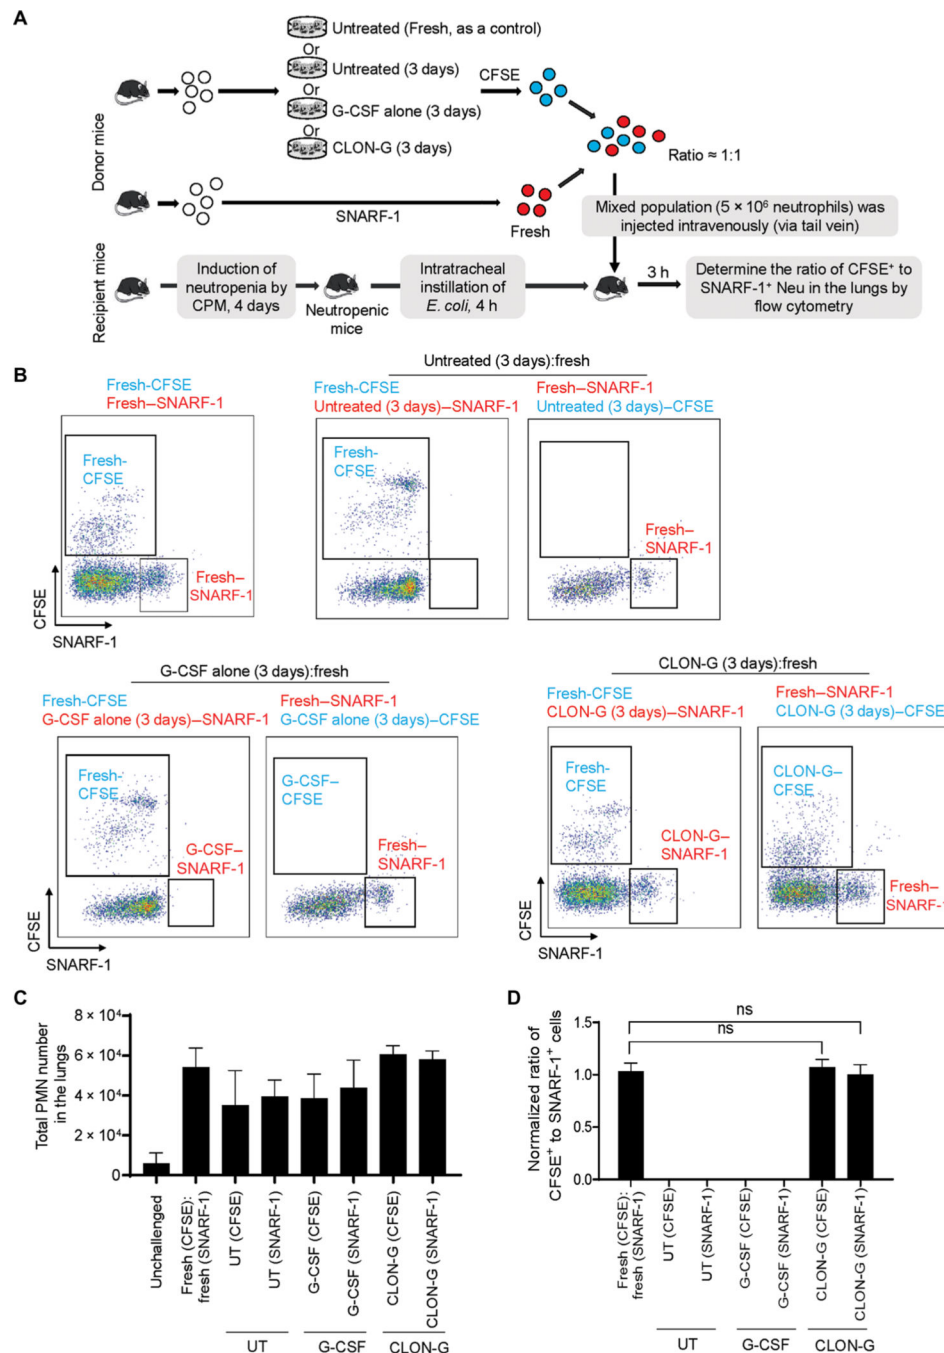 A
Untreated (Fresh, as a control)
Or
Untreated (3 days)
Or
G-CSF alone (3 days)
Or
CLON-G (3 days)
CFSE
Donor mice
Ratio ≈ 1:1
SNARF-1
Fresh
Mixed population (5 × 10⁶ neutrophils) was
injected intravenously (via tail vein)
Recipient mice
Induction of
neutropenia by
CPM, 4 days
Neutropenic
mice
Intratracheal
instillation of
E. coli, 4 h
3 h
Determine the ratio of CFSE⁺ to
SNARF-1⁺ Neu in the lungs by
flow cytometry
B
Fresh-CFSE
Fresh–SNARF-1
Fresh-
CFSE
Fresh–
SNARF-1
CFSE
SNARF-1
Untreated (3 days):fresh
Fresh-CFSE
Untreated (3 days)–SNARF-1
Fresh-
CFSE
Fresh–SNARF-1
Untreated (3 days)–CFSE
Fresh–
SNARF-1
G-CSF alone (3 days):fresh
Fresh-CFSE
G-CSF alone (3 days)–SNARF-1
Fresh-
CFSE
G-CSF–
SNARF-1
CFSE
SNARF-1
Fresh–SNARF-1
G-CSF alone (3 days)–CFSE
G-CSF–
CFSE
Fresh–
SNARF-1
CLON-G (3 days):fresh
Fresh-CFSE
CLON-G (3 days)–SNARF-1
Fresh-
CFSE
CLON-G–
SNARF-1
CFSE
SNARF-1
Fresh–SNARF-1
CLON-G (3 days)–CFSE
CLON-G–
CFSE
Fresh–
SNARF-1
C
Total PMN number
in the lungs
8 × 10⁴
6 × 10⁴
4 × 10⁴
2 × 10⁴
0
Unchallenged
Fresh (CFSE):
fresh (SNARF-1)
UT (CFSE)
UT (SNARF-1)
G-CSF (CFSE)
G-CSF (SNARF-1)
CLON-G (CFSE)
CLON-G (SNARF-1)
UT
G-CSF
CLON-G
D
Normalized ratio of
CFSE⁺ to SNARF-1⁺ cells
1.5
1.0
0.5
0
ns
ns
Fresh (CFSE):
fresh (SNARF-1)
UT (CFSE)
UT (SNARF-1)
G-CSF (CFSE)
G-CSF (SNARF-1)
CLON-G (CFSE)
CLON-G (SNARF-1)
UT
G-CSF
CLON-G